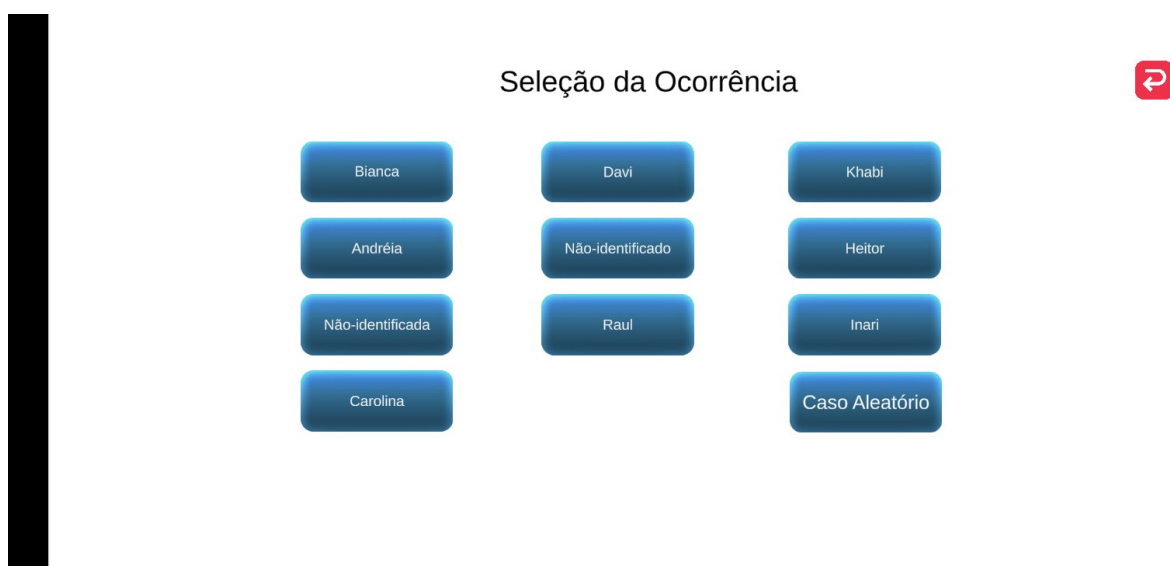 Seleção da Ocorrência
Bianca
Davi
Khabi
Andréia
Não-identificado
Heitor
Não-identificada
Raul
Inari
Carolina
Caso Aleatório